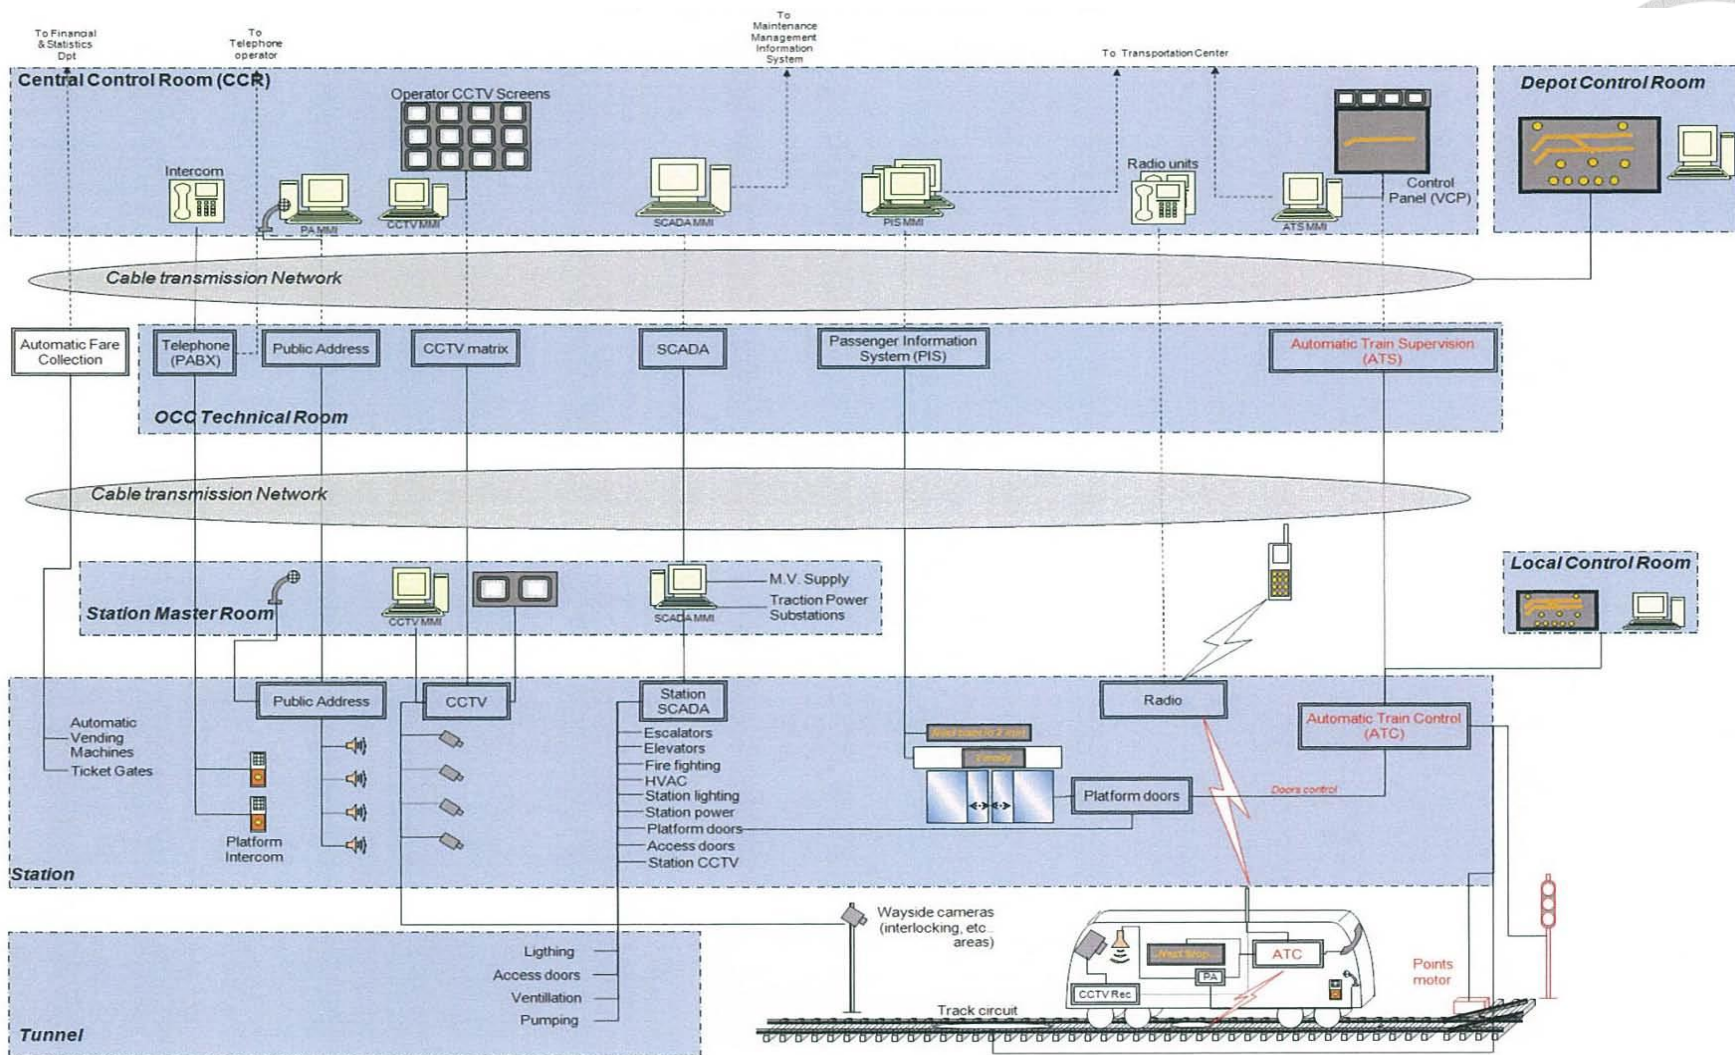 To Financial
& Statistics
Dpt
To
Telephone
operator
To
Maintenance
Management
Information
System
To Transportation Center
Central Control Room (CCR)
Operator CCTV Screens
Intercom
PA MMI
CCTV MMI
SCADA MMI
PIS MMI
Radio units
ATS MMI
Control
Panel (VCP)
Depot Control Room
Cable transmission Network
Automatic Fare
Collection
Telephone
(PABX)
Public Address
CCTV matrix
SCADA
Passenger Information
System (PIS)
Automatic Train Supervision
(ATS)
OCC Technical Room
Cable transmission Network
Station Master Room
CCTV MMI
SCADA MMI
M.V. Supply
Traction Power
Substations
Local Control Room
Public Address
CCTV
Station
SCADA
Radio
Automatic Train Control
(ATC)
Automatic
Vending
Machines
Ticket Gates
Platform
Intercom
Escalators
Elevators
Fire fighting
HVAC
Station lighting
Station power
Platform doors
Access doors
Station CCTV
Next train in 2 min
Platform doors
Doors control
Station
Wayside cameras
(interlocking, etc..
areas)
Ligthing
Access doors
Ventillation
Pumping
Tunnel
Next Stop
ATC
PA
CCTV Rec
Track circuit
Points
motor